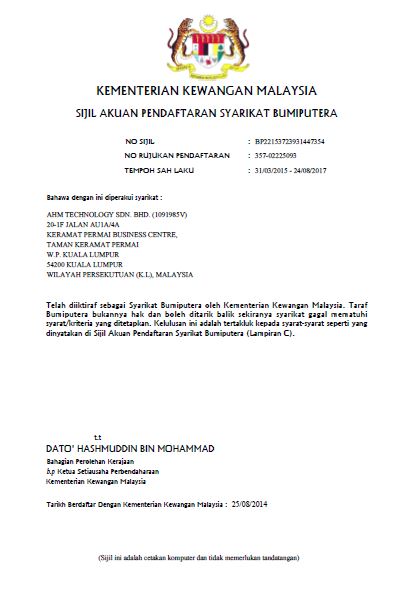 KEMENTERIAN KEWANGAN MALAYSIA
SIJIL AKUAN PENDAFTARAN SYARIKAT BUMIPUTERA
NO SIJIL : BP22153723931447354
NO RUJUKAN PENDAFTARAN : 357-02225093
TEMPOH SAH LAKU : 31/03/2015 - 24/08/2017
Bahawa dengan ini diperakui syarikat :
AHM TECHNOLOGY SDN. BHD. (1091985V)
20-1F JALAN AU1A/4A
KERAMAT PERMAI BUSINESS CENTRE,
TAMAN KERAMAT PERMAI
W.P. KUALA LUMPUR
54200 KUALA LUMPUR
WILAYAH PERSEKUTUAN (K.L), MALAYSIA
Telah diiktiraf sebagai Syarikat Bumiputera oleh Kementerian Kewangan Malaysia. Taraf
Bumiputera bukannya hak dan boleh ditarik balik sekiranya syarikat gagal mematuhi
syarat/kriteria yang ditetapkan. Kelulusan ini adalah tertakluk kepada syarat-syarat seperti yang
dinyatakan di Sijil Akuan Pendaftaran Syarikat Bumiputera (Lampiran C).
t.t
DATO' HASHMUDDIN BIN MOHAMMAD
Bahagian Perolehan Kerajaan
b.p Ketua Setiausaha Perbendaharaan
Kementerian Kewangan Malaysia
Tarikh Berdaftar Dengan Kementerian Kewangan Malaysia : 25/08/2014
(Sijil ini adalah cetakan komputer dan tidak memerlukan tandatangan)